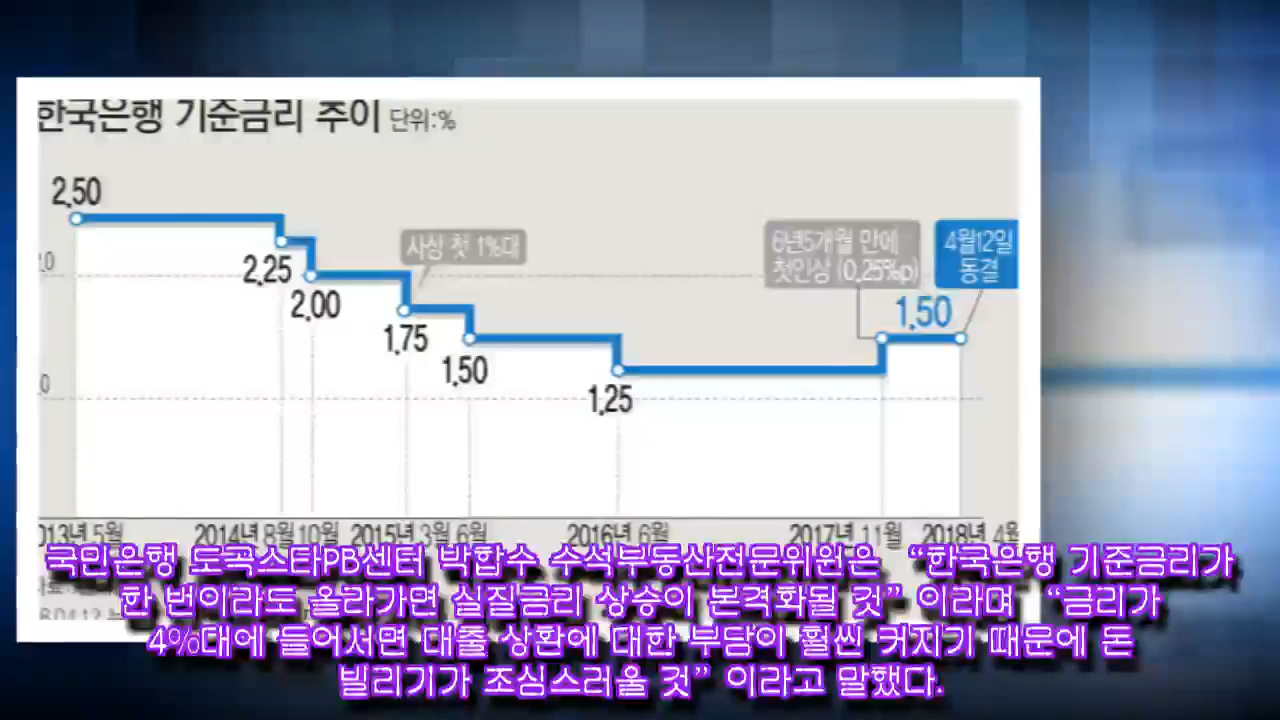 한국은행 기준금리 추이 단위:%
2.50
2.25
2.00
사상 첫 1%대
1.75
1.50
1.25
6년5개월 만에
첫인상 (0.25%p)
4월12일
동결
1.50
013년 5월 2014년 8월 10월 2015년 3월 6월 2016년 6월 2017년 11월 2018년 4월
국민은행 도곡스타PB센터 박합수 수석부동산전문위원은 “한국은행 기준금리가
한 번이라도 올라가면 실질금리 상승이 본격화될 것” 이라며 “금리가
4%대에 들어서면 대출 상환에 대한 부담이 훨씬 커지기 때문에 돈
빌리기가 조심스러울 것” 이라고 말했다.